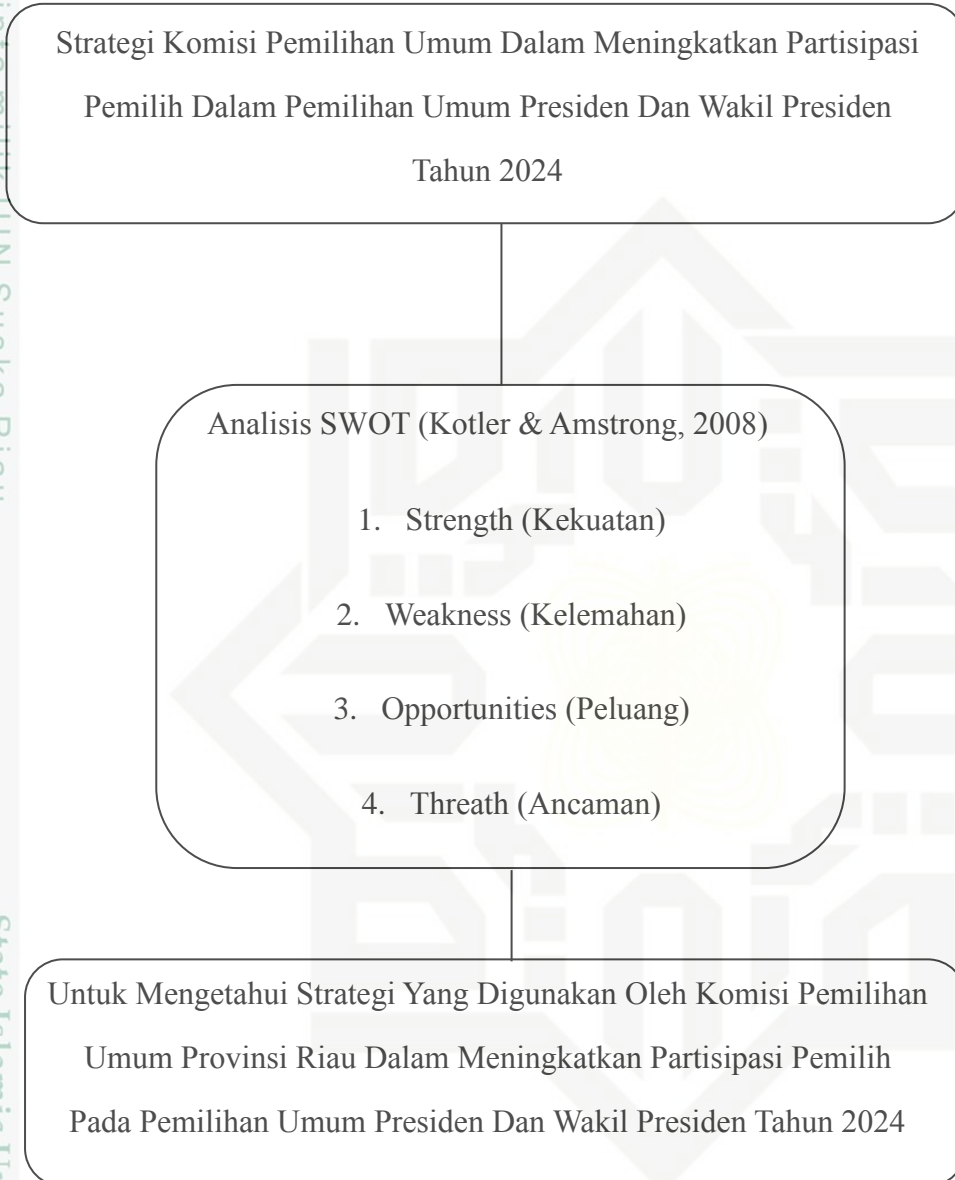 Strategi Komisi Pemilihan Umum Dalam Meningkatkan Partisipasi
Pemilih Dalam Pemilihan Umum Presiden Dan Wakil Presiden
Tahun 2024
Analisis SWOT (Kotler & Amstrong, 2008)
1. Strength (Kekuatan)
2. Weakness (Kelemahan)
3. Opportunities (Peluang)
4. Threath (Ancaman)
Untuk Mengetahui Strategi Yang Digunakan Oleh Komisi Pemilihan
Umum Provinsi Riau Dalam Meningkatkan Partisipasi Pemilih
Pada Pemilihan Umum Presiden Dan Wakil Presiden Tahun 2024